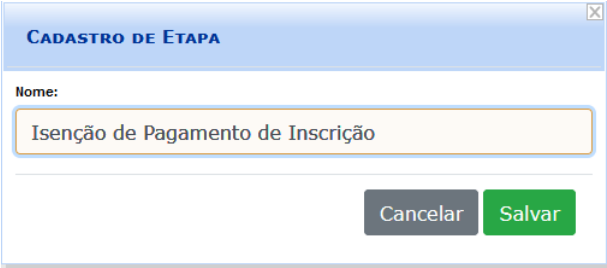 Cadastro de Etapa
Nome:
Isenção de Pagamento de Inscrição
Cancelar Salvar